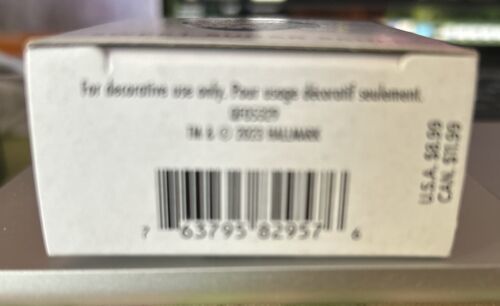 For decorative use only. Pour usage décoratif seulement.
TM & © 2023 HALLMARK
7 63795 82957 6
U.S.A. $8.99
CAN. $11.99